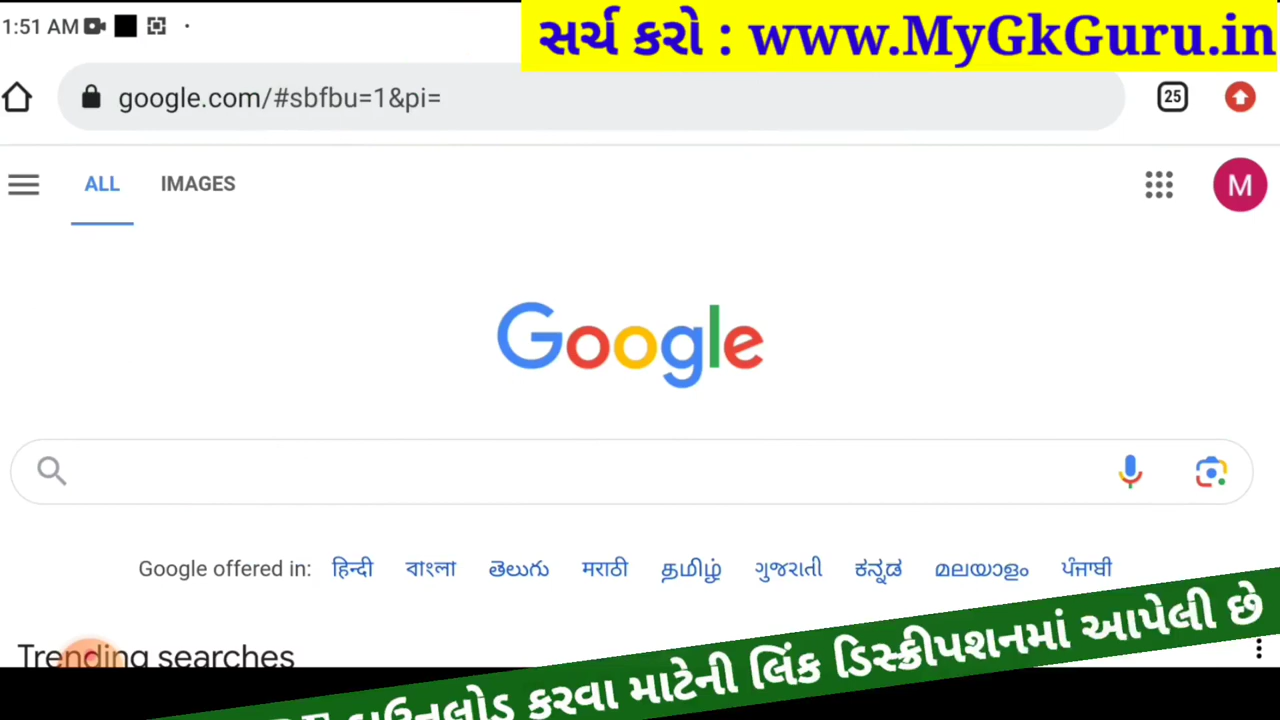 1:51 AM
સર્ચ કરો : www.MyGkGuru.in
google.com/#sbfbu=1&pi=
25
ALL IMAGES
M
Google
Google offered in: हिन्दी বাংলা తెలుగు मराठी தமிழ் ગુજરાતી ಕನ್ನಡ മലയാളം ਪੰਜਾਬੀ
Trending searches
ડાઉનલોડ કરવા માટેની લિંક ડિસ્ક્રીપશનમાં આપેલી છે